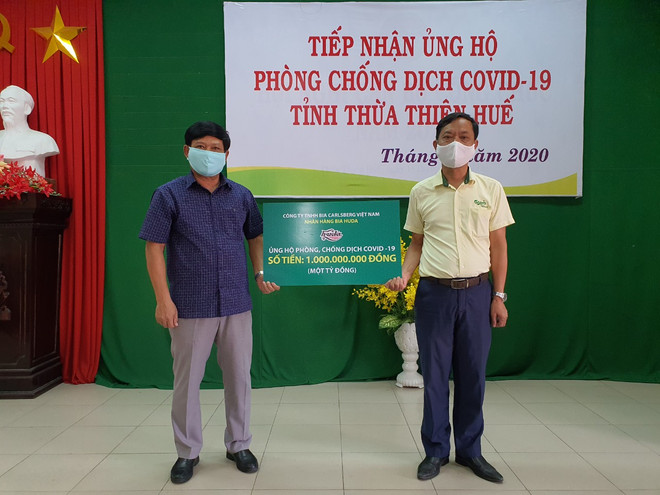 TIẾP NHẬN ỦNG HỘ
PHÒNG CHỐNG DỊCH COVID-19
TỈNH THỪA THIÊN HUẾ
Tháng năm 2020
CÔNG TY TNHH BIA CARLSBERG VIỆT NAM
NHÃN HÀNG BIA HUDA
Huda
ỦNG HỘ PHÒNG, CHỐNG DỊCH COVID -19
SỐ TIỀN: 1.000.000.000 ĐỒNG
(MỘT TỶ ĐỒNG)